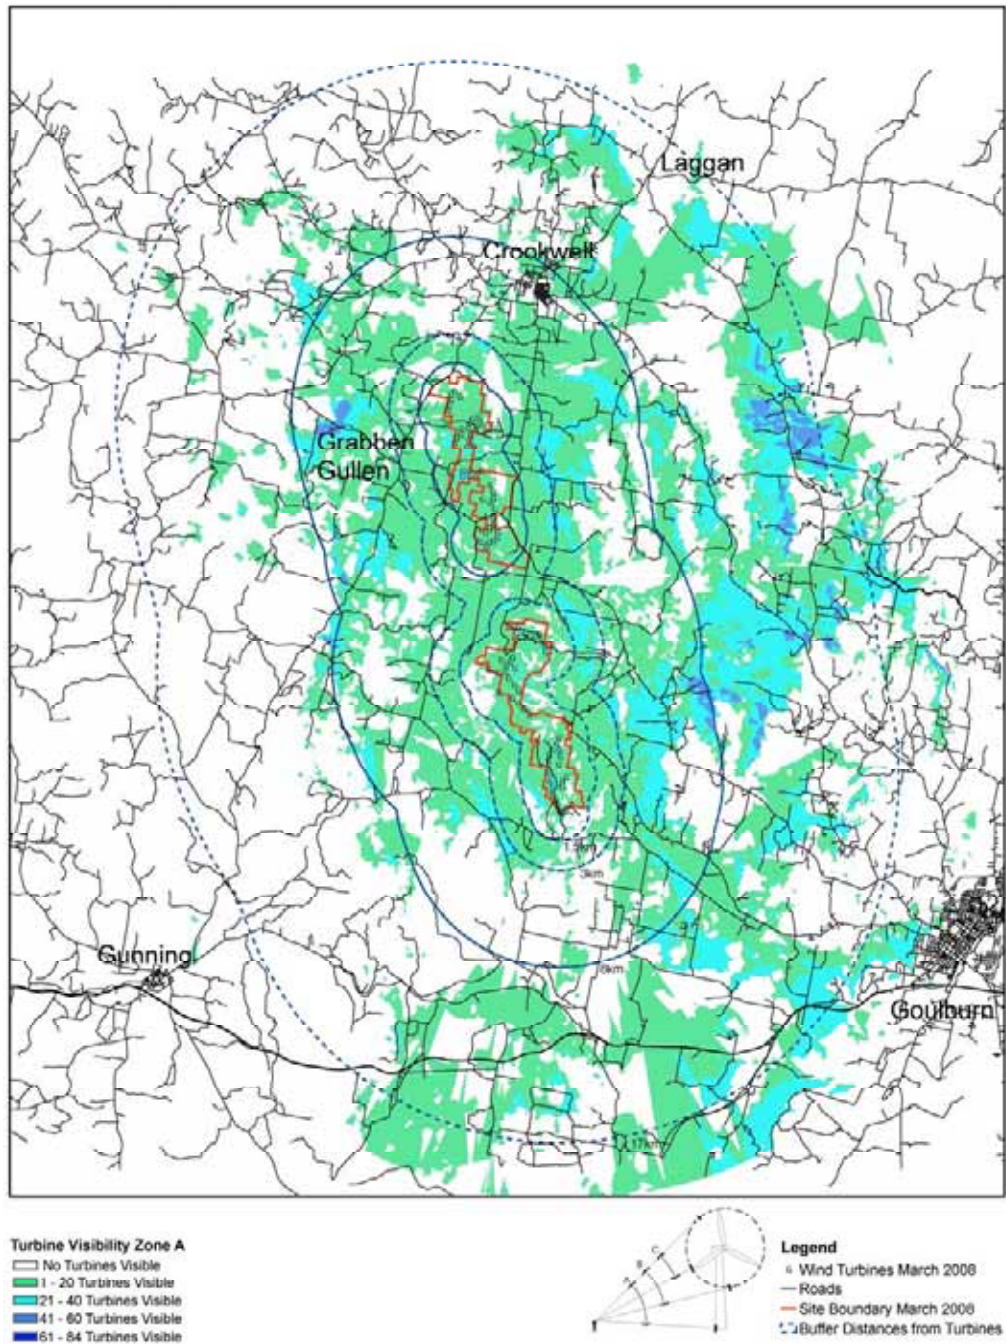 Laggan
Crookwell
Grabben
Gullen
1.5km
3km
6km
Gunning
Goulburn
17km
Turbine Visibility Zone A
No Turbines Visible
1 - 20 Turbines Visible
21 - 40 Turbines Visible
41 - 60 Turbines Visible
61 - 84 Turbines Visible
A
B
C
Legend
Wind Turbines March 2008
Roads
Site Boundary March 2008
Buffer Distances from Turbines